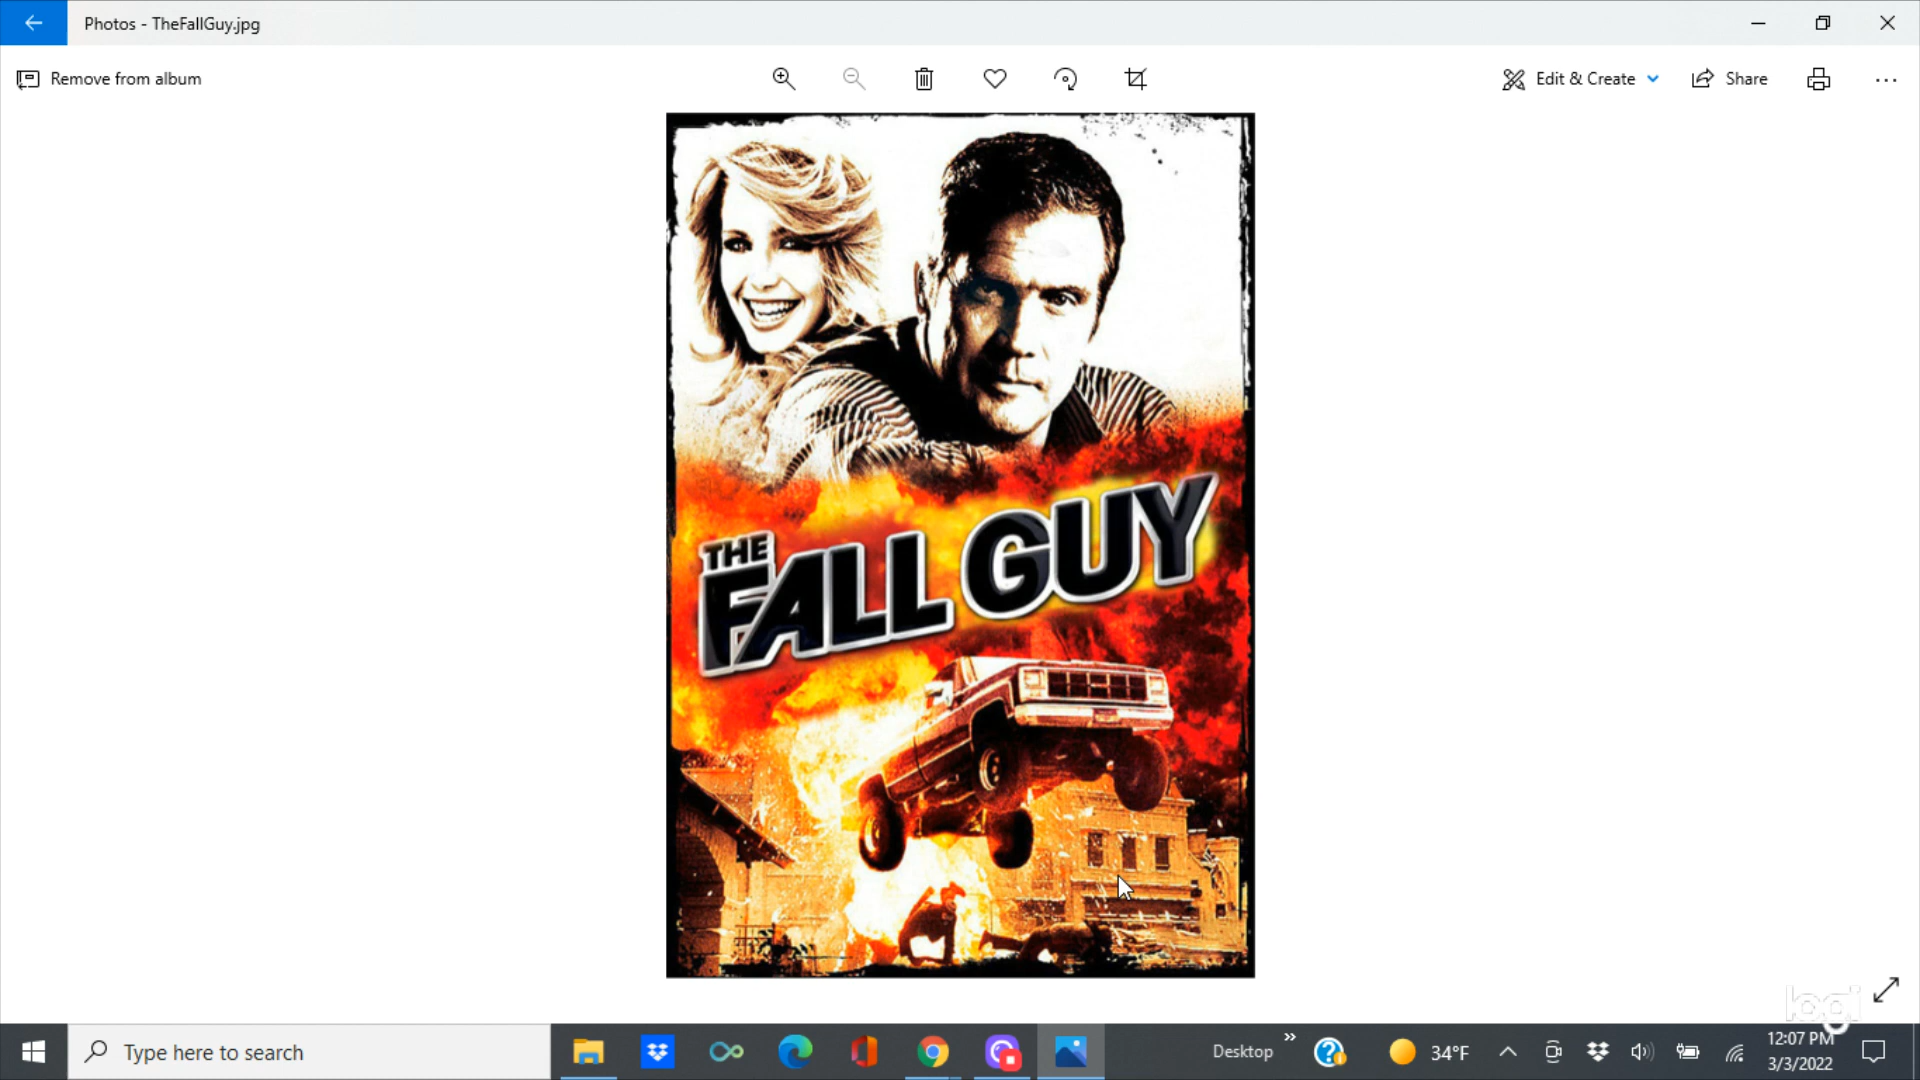 Photos - TheFallGuy.jpg
Remove from album
Edit & Create
Share
THE
FALL GUY
logi
Type here to search
Desktop
34°F
12:07 PM
3/3/2022